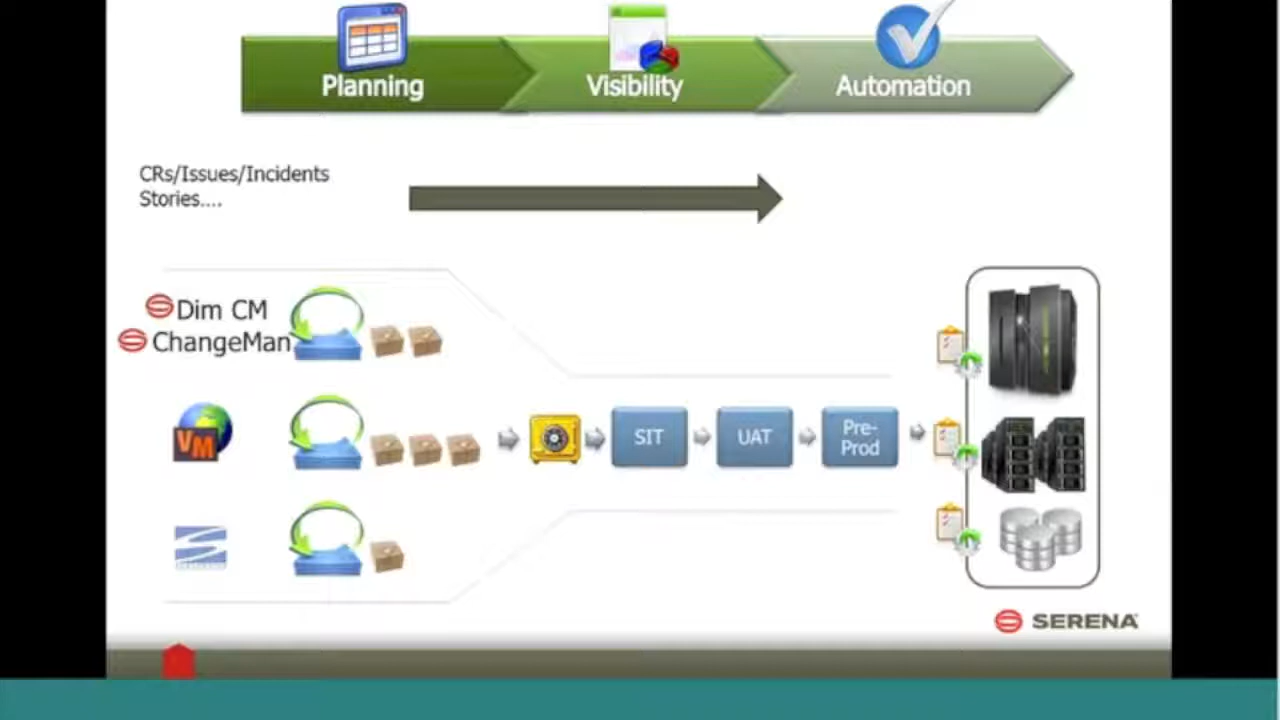 Planning
Visibility
Automation
CRs/Issues/Incidents
Stories....
Dim CM
ChangeMan
VM
SIT
UAT
Pre-
Prod
SERENA